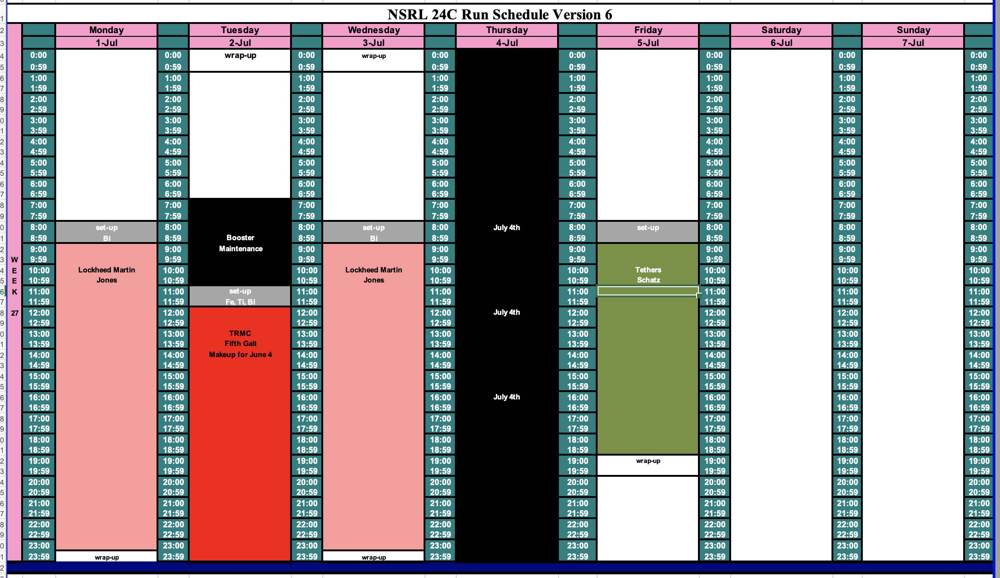 NSRL 24C Run Schedule Version 6
Monday Tuesday Wednesday Thursday Friday Saturday Sunday
1-Jul 2-Jul 3-Jul 4-Jul 5-Jul 6-Jul 7-Jul
0:00 0:00 wrap-up 0:00 wrap-up 0:00 0:00 0:00 0:00 0:00
0:59 0:59 0:59 0:59 0:59 0:59 0:59 0:59
1:00 1:00 1:00 1:00 1:00 1:00 1:00 1:00
1:59 1:59 1:59 1:59 1:59 1:59 1:59 1:59
2:00 2:00 2:00 2:00 2:00 2:00 2:00 2:00
2:59 2:59 2:59 2:59 2:59 2:59 2:59 2:59
3:00 3:00 3:00 3:00 3:00 3:00 3:00 3:00
3:59 3:59 3:59 3:59 3:59 3:59 3:59 3:59
4:00 4:00 4:00 4:00 4:00 4:00 4:00 4:00
4:59 4:59 4:59 4:59 4:59 4:59 4:59 4:59
5:00 5:00 5:00 5:00 5:00 5:00 5:00 5:00
5:59 5:59 5:59 5:59 5:59 5:59 5:59 5:59
6:00 6:00 6:00 6:00 6:00 6:00 6:00 6:00
6:59 6:59 6:59 6:59 6:59 6:59 6:59 6:59
7:00 7:00 7:00 7:00 7:00 7:00 7:00 7:00
7:59 7:59 7:59 7:59 7:59 7:59 7:59 7:59
8:00 set-up 8:00 8:00 set-up 8:00 July 4th 8:00 set-up 8:00 8:00 8:00
8:59 Bi 8:59 Booster 8:59 Bi 8:59 8:59 8:59 8:59 8:59
9:00 9:00 Maintenance 9:00 9:00 9:00 9:00 9:00 9:00
W 9:59 9:59 9:59 9:59 9:59 9:59 9:59 9:59
E 10:00 Lockheed Martin 10:00 10:00 Lockheed Martin 10:00 10:00 Tethers 10:00 10:00 10:00
E 10:59 Jones 10:59 10:59 Jones 10:59 10:59 Schatz 10:59 10:59 10:59
K 11:00 11:00 set-up 11:00 11:00 11:00 11:00 11:00 11:00
11:59 11:59 Fe, Ti, Bi 11:59 11:59 11:59 11:59 11:59 11:59
27 12:00 12:00 12:00 12:00 July 4th 12:00 12:00 12:00 12:00
12:59 12:59 12:59 12:59 12:59 12:59 12:59 12:59
13:00 13:00 TRMC 13:00 13:00 13:00 13:00 13:00 13:00
13:59 13:59 Fifth Gait 13:59 13:59 13:59 13:59 13:59 13:59
14:00 14:00 Makeup for June 4 14:00 14:00 14:00 14:00 14:00 14:00
14:59 14:59 14:59 14:59 14:59 14:59 14:59 14:59
15:00 15:00 15:00 15:00 15:00 15:00 15:00 15:00
15:59 15:59 15:59 15:59 15:59 15:59 15:59 15:59
16:00 16:00 16:00 16:00 July 4th 16:00 16:00 16:00 16:00
16:59 16:59 16:59 16:59 16:59 16:59 16:59 16:59
17:00 17:00 17:00 17:00 17:00 17:00 17:00 17:00
17:59 17:59 17:59 17:59 17:59 17:59 17:59 17:59
18:00 18:00 18:00 18:00 18:00 18:00 18:00 18:00
18:59 18:59 18:59 18:59 18:59 18:59 18:59 18:59
19:00 19:00 19:00 19:00 19:00 wrap-up 19:00 19:00 19:00
19:59 19:59 19:59 19:59 19:59 19:59 19:59 19:59
20:00 20:00 20:00 20:00 20:00 20:00 20:00 20:00
20:59 20:59 20:59 20:59 20:59 20:59 20:59 20:59
21:00 21:00 21:00 21:00 21:00 21:00 21:00 21:00
21:59 21:59 21:59 21:59 21:59 21:59 21:59 21:59
22:00 22:00 22:00 22:00 22:00 22:00 22:00 22:00
22:59 22:59 22:59 22:59 22:59 22:59 22:59 22:59
23:00 23:00 23:00 23:00 23:00 23:00 23:00 23:00
23:59 wrap-up 23:59 23:59 wrap-up 23:59 23:59 23:59 23:59 23:59